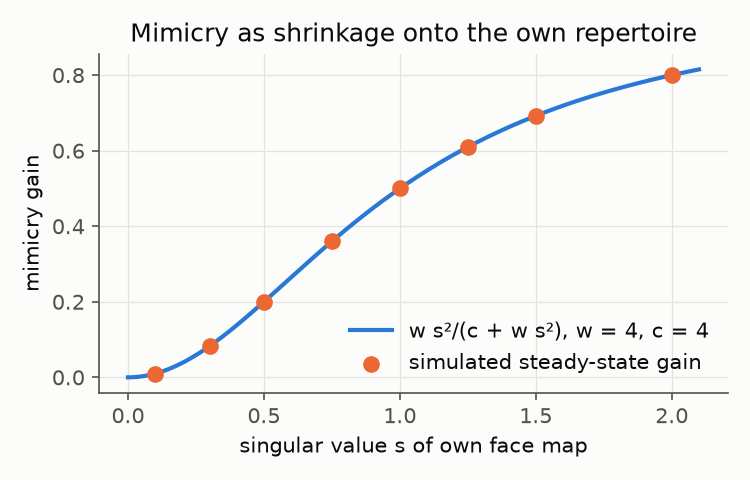 Mimicry as shrinkage onto the own repertoire
mimicry gain
0.8
0.6
0.4
0.2
0.0
w s²/(c + w s²), w = 4, c = 4
simulated steady-state gain
0.0 0.5 1.0 1.5 2.0
singular value s of own face map